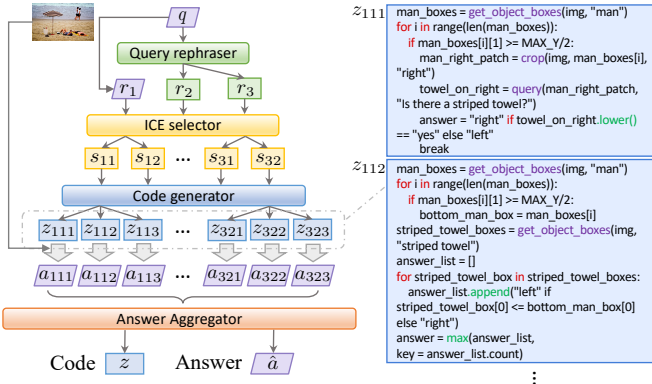 q
Query rephraser
r₁ r₂ r₃
ICE selector
s₁₁ s₁₂ ... s₃₁ s₃₂
Code generator
z₁₁₁ z₁₁₂ z₁₁₃ ... z₃₂₁ z₃₂₂ z₃₂₃
a₁₁₁ a₁₁₂ a₁₁₃ ... a₃₂₁ a₃₂₂ a₃₂₃
Answer Aggregator
Code z Answer â
z₁₁₁
man_boxes = get_object_boxes(img, "man")
for i in range(len(man_boxes)):
if man_boxes[i][1] >= MAX_Y/2:
man_right_patch = crop(img, man_boxes[i],
"right")
towel_on_right = query(man_right_patch,
"Is there a striped towel?")
answer = "right" if towel_on_right.lower()
== "yes" else "left"
break
z₁₁₂
man_boxes = get_object_boxes(img, "man")
for i in range(len(man_boxes)):
if man_boxes[i][1] >= MAX_Y/2:
bottom_man_box = man_boxes[i]
striped_towel_boxes = get_object_boxes(img,
"striped towel")
answer_list = []
for striped_towel_box in striped_towel_boxes:
answer_list.append("left" if
striped_towel_box[0] <= bottom_man_box[0]
else "right")
answer = max(answer_list,
key = answer_list.count)
⋮